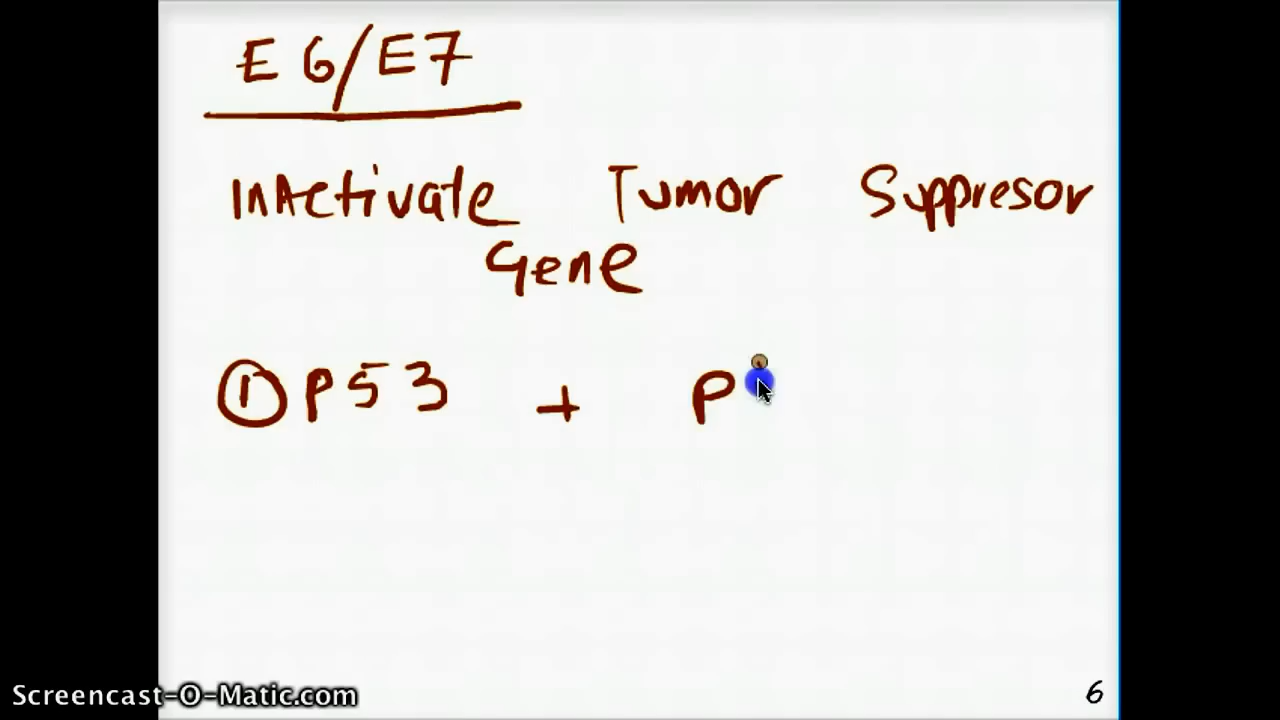 E6/E7
InActivate Tumor Suppresor
Gene
1 P53 + P
Screencast-O-Matic.com
6